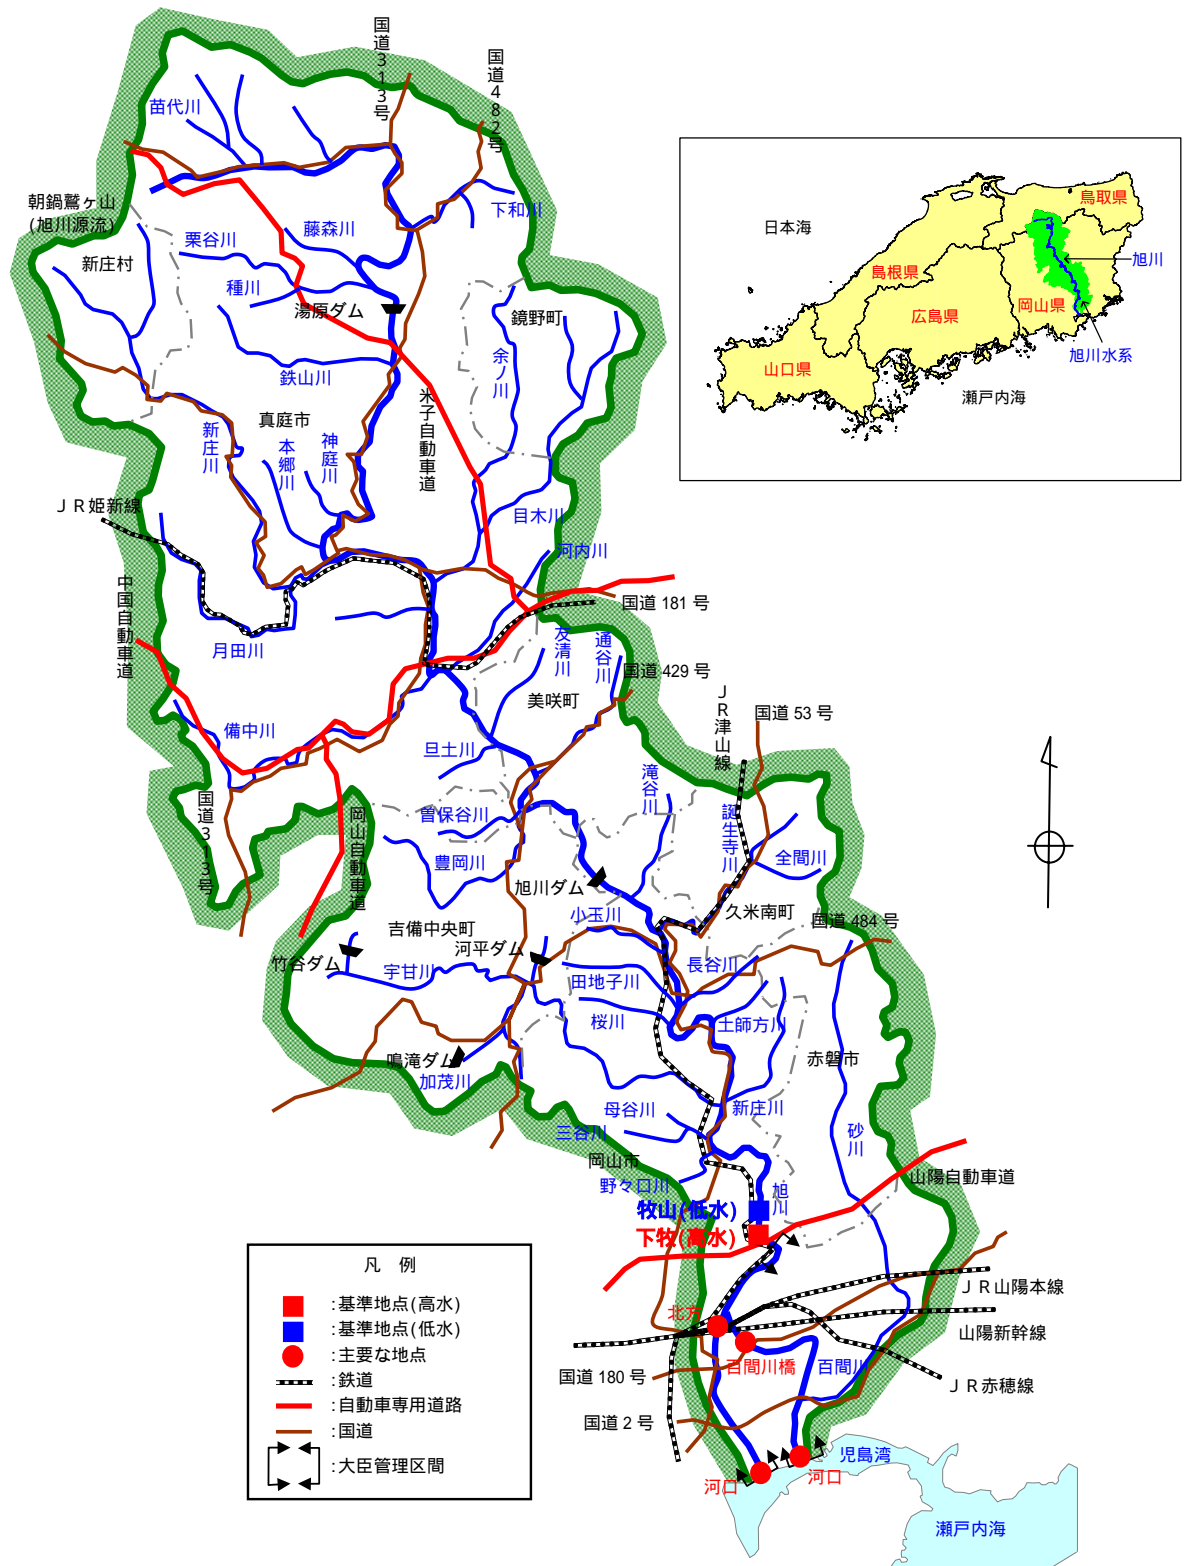 国道313号
国道482号
苗代川
朝鍋鷲ヶ山
(旭川源流)
下和川
藤森川
栗谷川
新庄村
種川
湯原ダム
鏡野町
余ノ川
鉄山川
米子自動車道
真庭市
新庄川
本郷川
神庭川
JR姫新線
目木川
河内川
中国自動車道
国道181号
月田川
友清川
通谷川
国道429号
美咲町
JR津山線
国道53号
備中川
旦土川
滝谷川
国道313号
岡山自動車道
曽保谷川
誕生寺川
豊岡川
全間川
旭川ダム
小玉川
久米南町
国道484号
吉備中央町
河平ダム
竹谷ダム
宇甘川
長谷川
田地子川
桜川
土師方川
鳴滝ダム
加茂川
赤磐市
母谷川
新庄川
三谷川
砂川
岡山市
野々口川
旭川
山陽自動車道
牧山(低水)
下牧(高水)
JR山陽本線
北方
山陽新幹線
百間川橋
百間川
国道180号
JR赤穂線
国道2号
児島湾
河口
河口
瀬戸内海
日本海
鳥取県
島根県
旭川
岡山県
広島県
旭川水系
山口県
瀬戸内海
凡 例
:基準地点(高水)
:基準地点(低水)
:主要な地点
:鉄道
:自動車専用道路
:国道
:大臣管理区間